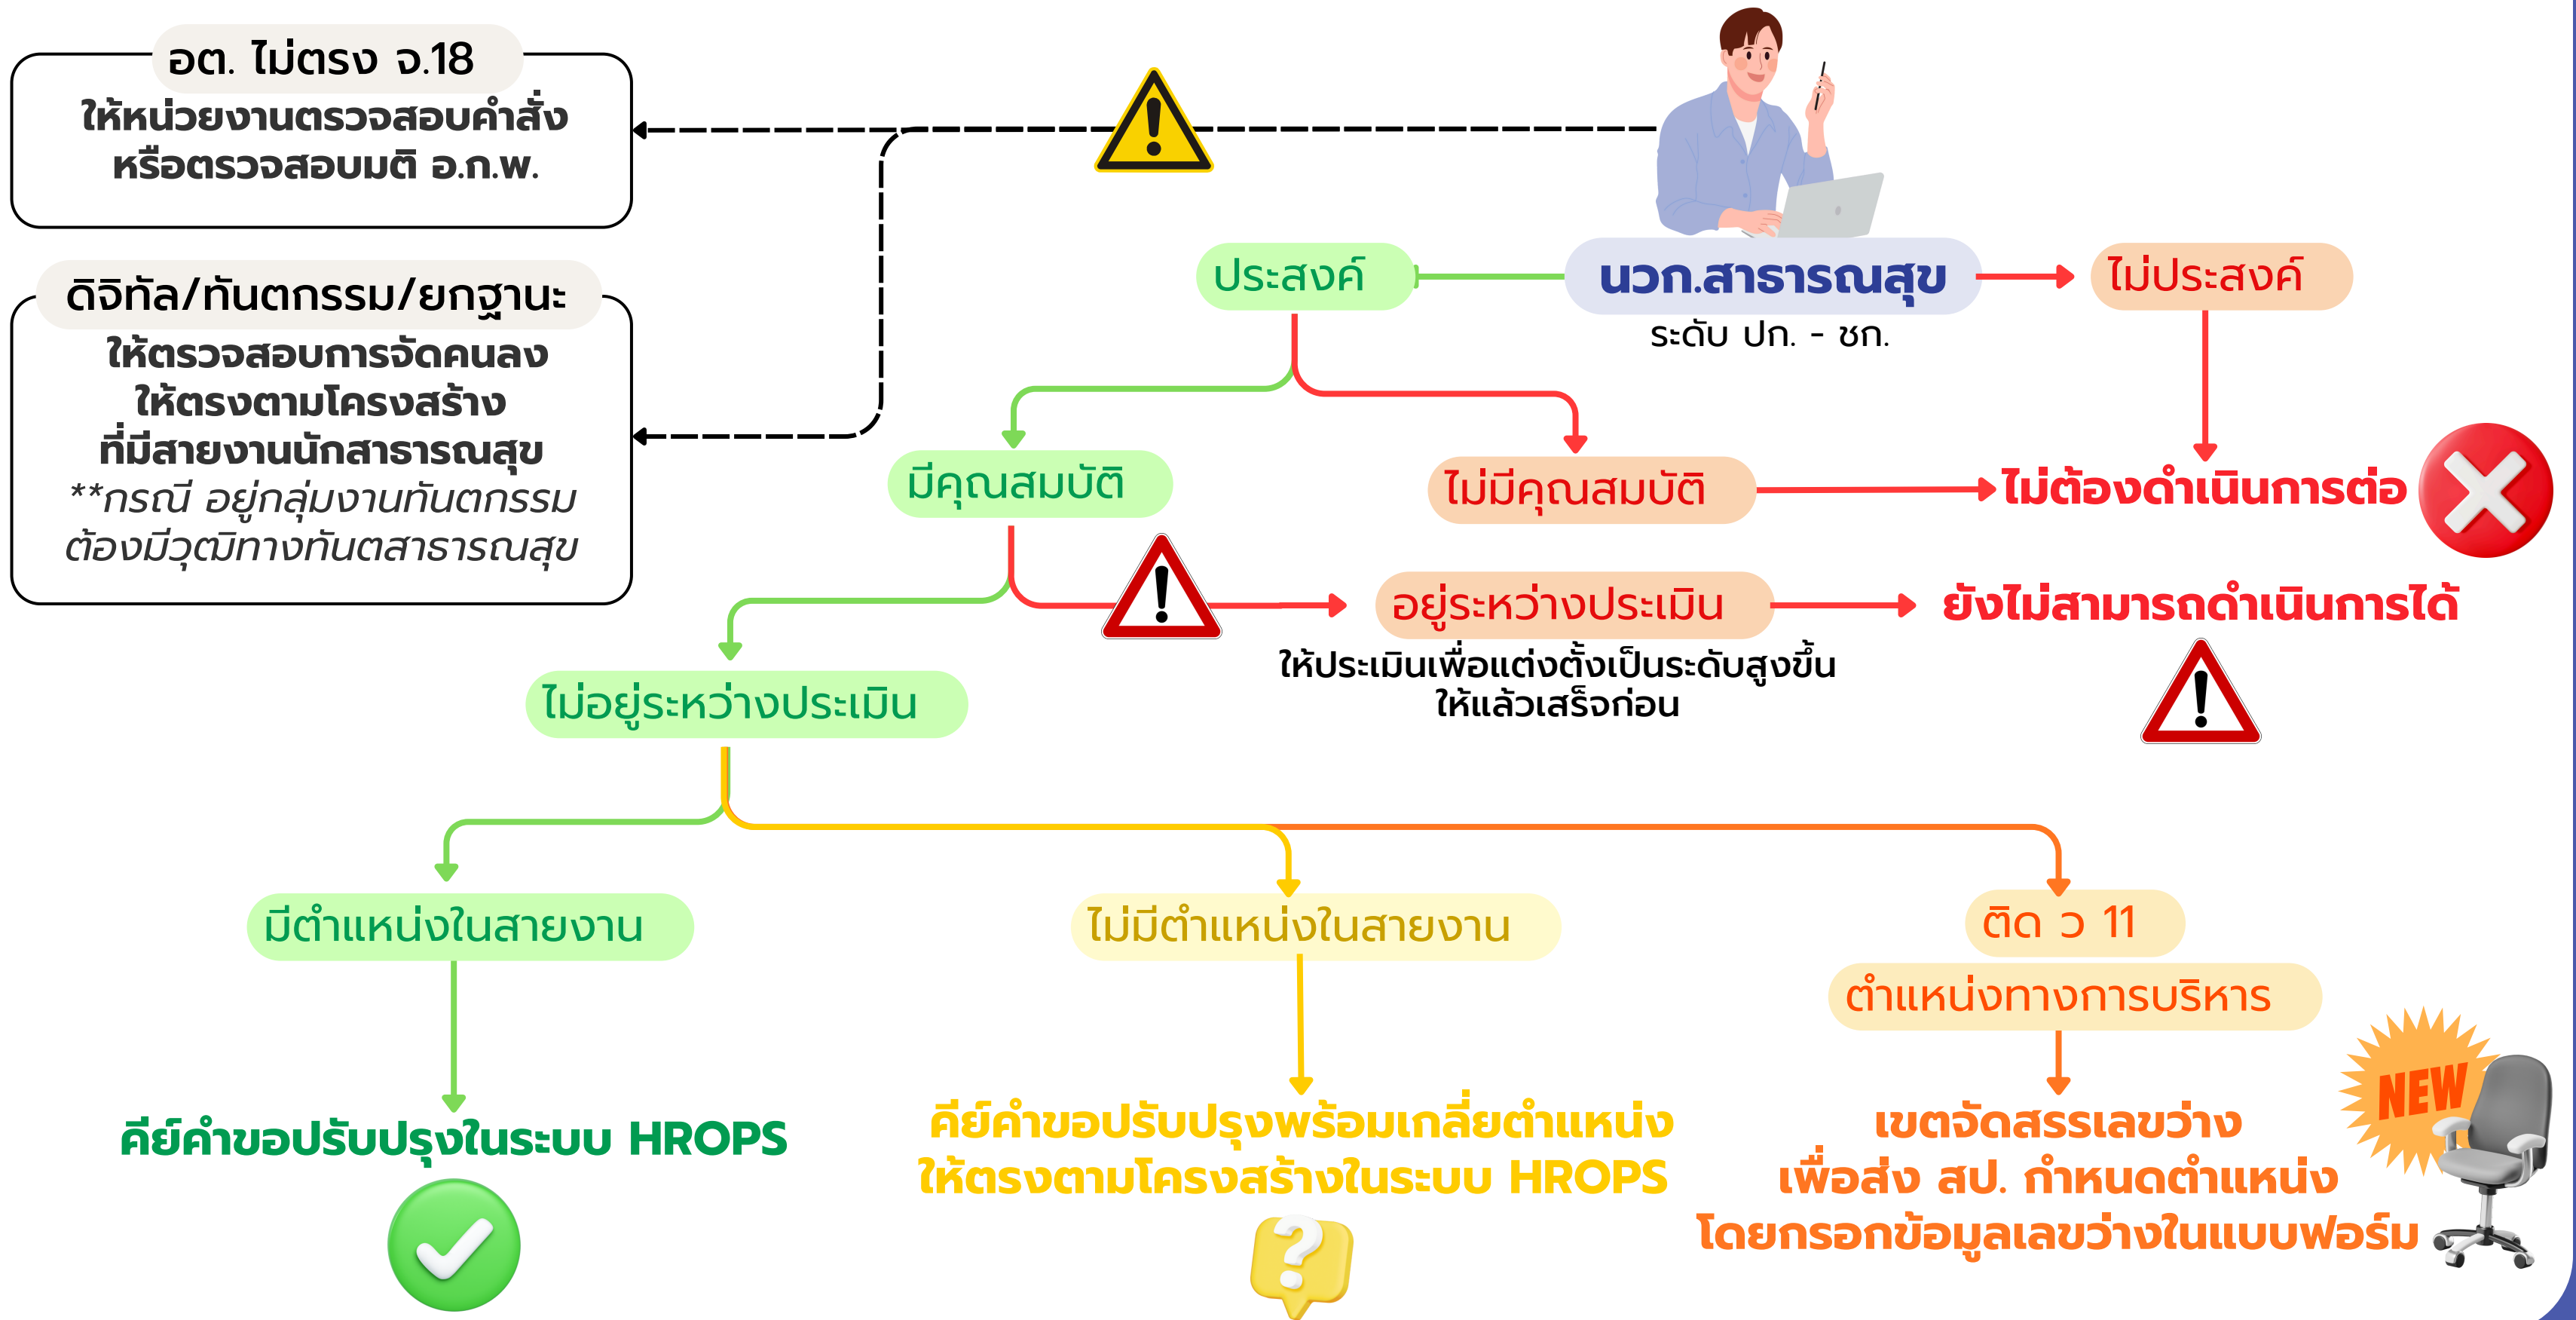 อต. ไม่ตรง จ.18
ให้หน่วยงานตรวจสอบคำสั่ง
หรือตรวจสอบมติ อ.ก.พ.
ดิจิทัล/ทันตกรรม/ยกฐานะ
ให้ตรวจสอบการจัดคนลง
ให้ตรงตามโครงสร้าง
ที่มีสายงานนักสาธารณสุข
**กรณี อยู่กลุ่มงานทันตกรรม
ต้องมีวุฒิทางทันตสาธารณสุข
ประสงค์
นวก.สาธารณสุข
ระดับ ปก. - ชก.
ไม่ประสงค์
มีคุณสมบัติ
ไม่มีคุณสมบัติ
ไม่ต้องดำเนินการต่อ
อยู่ระหว่างประเมิน
ให้ประเมินเพื่อแต่งตั้งเป็นระดับสูงขึ้น
ให้แล้วเสร็จก่อน
ยังไม่สามารถดำเนินการได้
ไม่อยู่ระหว่างประเมิน
มีตำแหน่งในสายงาน
ไม่มีตำแหน่งในสายงาน
ติด ว 11
ตำแหน่งทางการบริหาร
คีย์คำขอปรับปรุงในระบบ HROPS
คีย์คำขอปรับปรุงพร้อมเกลี่ยตำแหน่ง
ให้ตรงตามโครงสร้างในระบบ HROPS
เขตจัดสรรเลขว่าง
เพื่อส่ง สป. กำหนดตำแหน่ง
โดยกรอกข้อมูลเลขว่างในแบบฟอร์ม
NEW